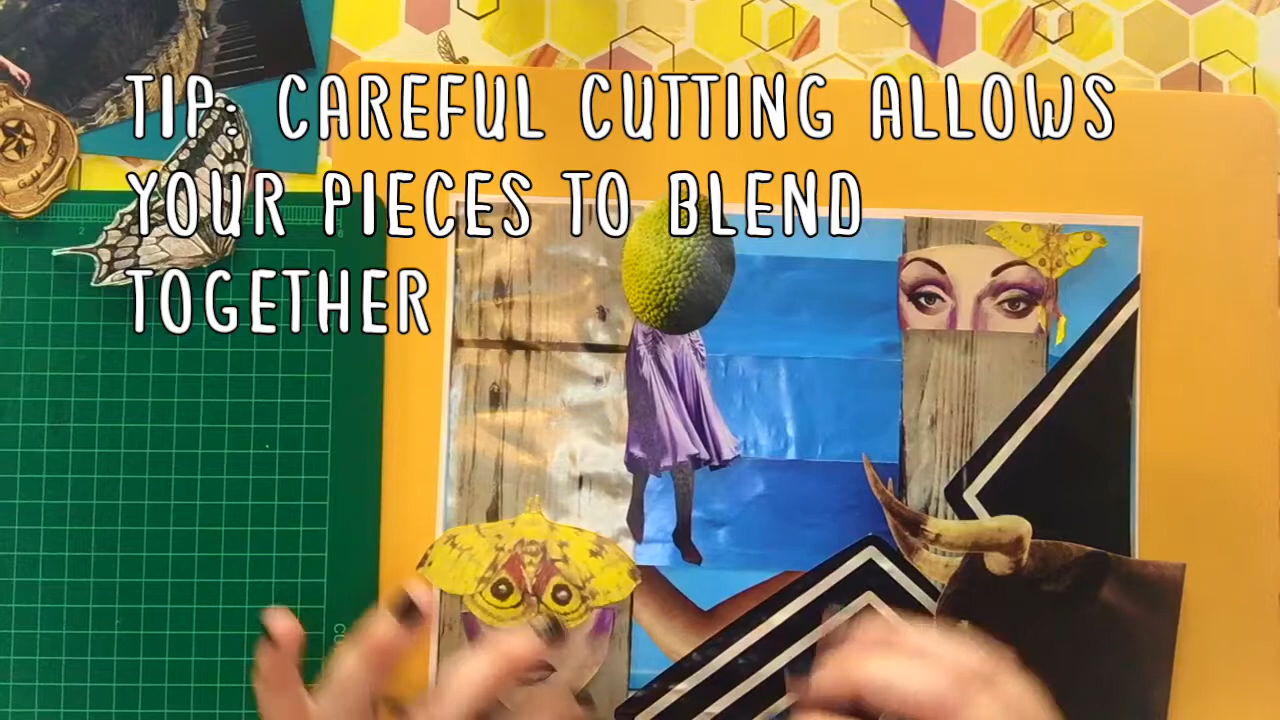 TIP: CAREFUL CUTTING ALLOWS
YOUR PIECES TO BLEND
TOGETHER